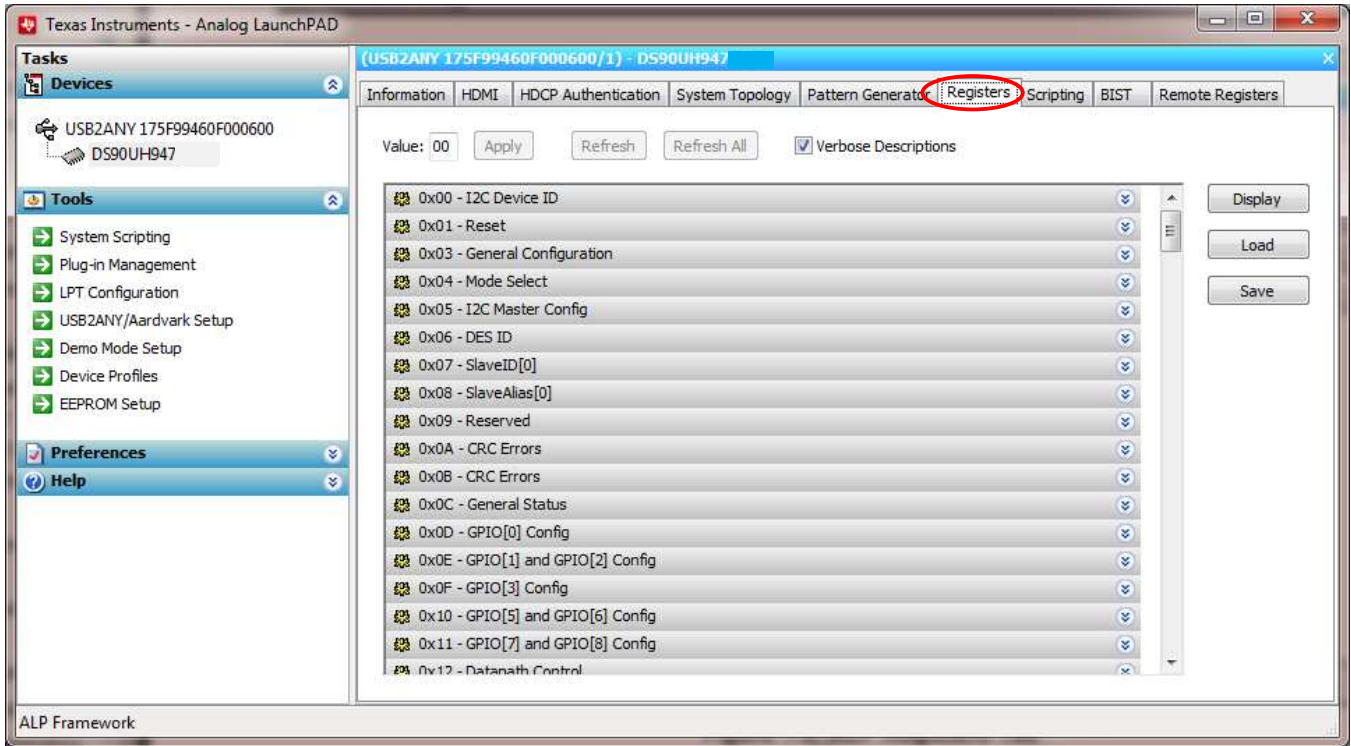 Texas Instruments - Analog LaunchPAD
Tasks
Devices
USB2ANY 175F99460F000600
DS90UH947
Tools
System Scripting
Plug-in Management
LPT Configuration
USB2ANY/Aardvark Setup
Demo Mode Setup
Device Profiles
EEPROM Setup
Preferences
Help
(USB2ANY 175F99460F000600/1) - DS90UH947
Information HDMI HDCP Authentication System Topology Pattern Generator Registers Scripting BIST Remote Registers
Value: 00 Apply Refresh Refresh All Verbose Descriptions
0x00 - I2C Device ID
0x01 - Reset
0x03 - General Configuration
0x04 - Mode Select
0x05 - I2C Master Config
0x06 - DES ID
0x07 - SlaveID[0]
0x08 - SlaveAlias[0]
0x09 - Reserved
0x0A - CRC Errors
0x0B - CRC Errors
0x0C - General Status
0x0D - GPIO[0] Config
0x0E - GPIO[1] and GPIO[2] Config
0x0F - GPIO[3] Config
0x10 - GPIO[5] and GPIO[6] Config
0x11 - GPIO[7] and GPIO[8] Config
0x12 - Datapath Control
Display
Load
Save
ALP Framework